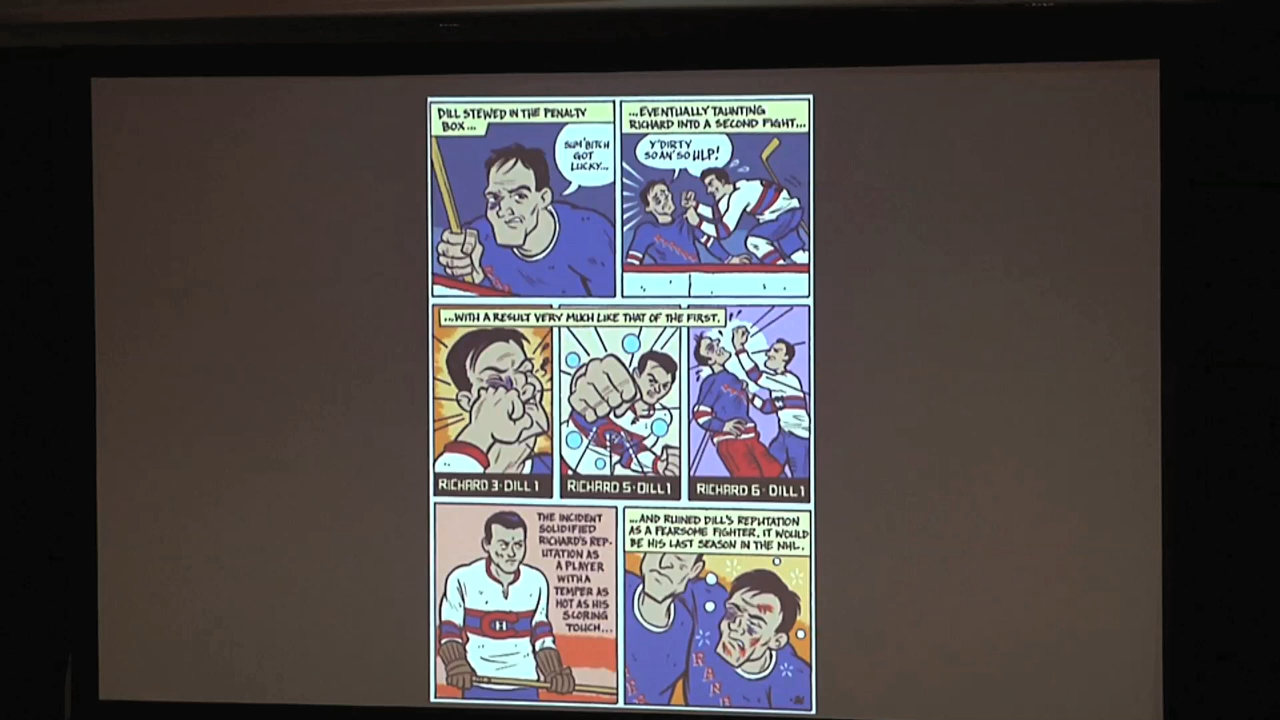 DILL STEWED IN THE PENALTY
BOX...
SUM'BITCH
GOT
LUCKY...
...EVENTUALLY TAUNTING
RICHARD INTO A SECOND FIGHT...
Y'DIRTY
SO AN' SO ULP!
...WITH A RESULT VERY MUCH LIKE THAT OF THE FIRST.
RICHARD 3 · DILL 1
RICHARD 5 · DILL 1
RICHARD 6 · DILL 1
THE INCIDENT
SOLIDIFIED
RICHARD'S REP-
UTATION AS
A PLAYER
WITH A
TEMPER AS
HOT AS HIS
SCORING
TOUCH...
CH
...AND RUINED DILL'S REPUTATION
AS A FEARSOME FIGHTER. IT WOULD
BE HIS LAST SEASON IN THE NHL.